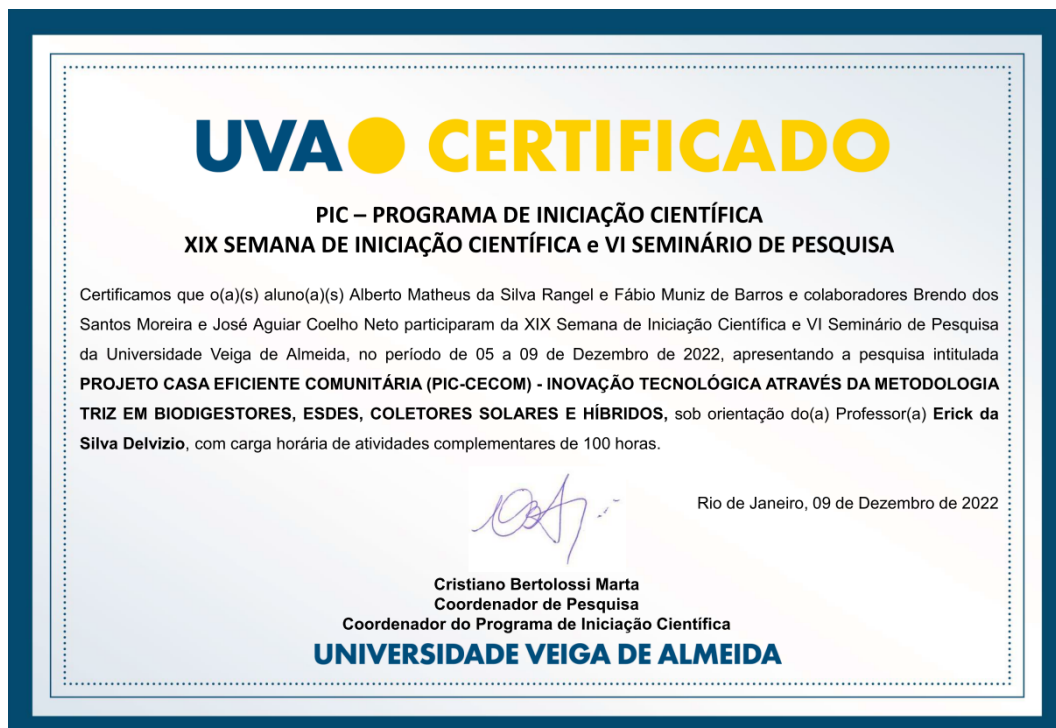 UVA CERTIFICADO
PIC – PROGRAMA DE INICIAÇÃO CIENTÍFICA
XIX SEMANA DE INICIAÇÃO CIENTÍFICA e VI SEMINÁRIO DE PESQUISA
Certificamos que o(a)(s) aluno(a)(s) Alberto Matheus da Silva Rangel e Fábio Muniz de Barros e colaboradores Brendo dos
Santos Moreira e José Aguiar Coelho Neto participaram da XIX Semana de Iniciação Científica e VI Seminário de Pesquisa
da Universidade Veiga de Almeida, no período de 05 a 09 de Dezembro de 2022, apresentando a pesquisa intitulada
PROJETO CASA EFICIENTE COMUNITÁRIA (PIC-CECOM) - INOVAÇÃO TECNOLÓGICA ATRAVÉS DA METODOLOGIA
TRIZ EM BIODIGESTORES, ESDES, COLETORES SOLARES E HÍBRIDOS, sob orientação do(a) Professor(a) Erick da
Silva Delvizio, com carga horária de atividades complementares de 100 horas.
Rio de Janeiro, 09 de Dezembro de 2022
Cristiano Bertolossi Marta
Coordenador de Pesquisa
Coordenador do Programa de Iniciação Científica
UNIVERSIDADE VEIGA DE ALMEIDA